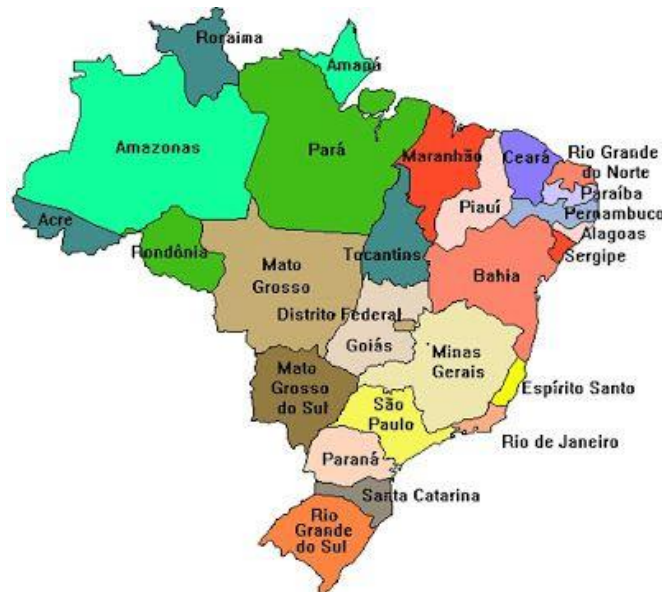 Roraima
Amapá
Amazonas
Pará
Maranhão
Ceará
Rio Grande
do Norte
Paraíba
Piauí
Pernambuco
Alagoas
Acre
Rondônia
Tocantins
Sergipe
Mato
Grosso
Bahia
Distrito Federal
Goiás
Minas
Gerais
Mato
Grosso
do Sul
Espírito Santo
São
Paulo
Rio de Janeiro
Paraná
Santa Catarina
Rio
Grande
do Sul